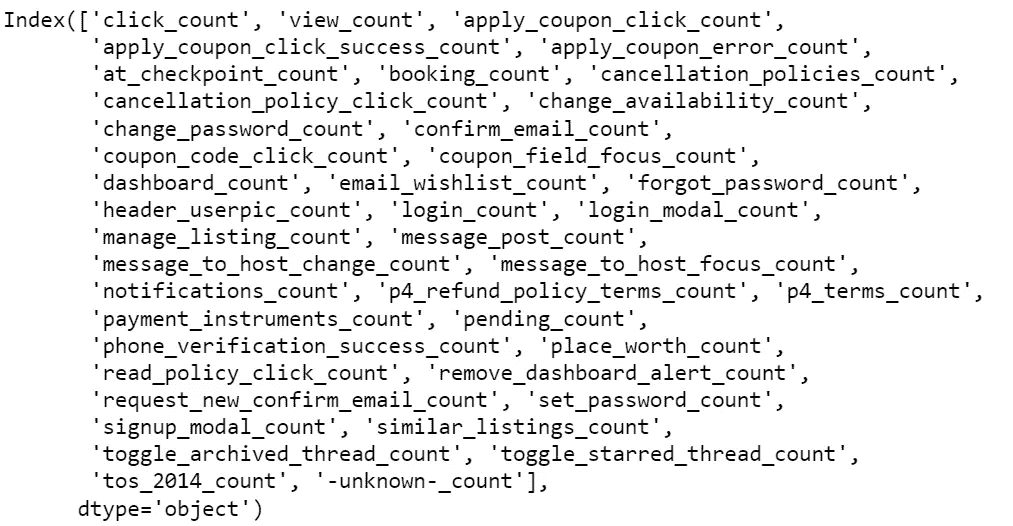 Index(['click_count', 'view_count', 'apply_coupon_click_count',
'apply_coupon_click_success_count', 'apply_coupon_error_count',
'at_checkpoint_count', 'booking_count', 'cancellation_policies_count',
'cancellation_policy_click_count', 'change_availability_count',
'change_password_count', 'confirm_email_count',
'coupon_code_click_count', 'coupon_field_focus_count',
'dashboard_count', 'email_wishlist_count', 'forgot_password_count',
'header_userpic_count', 'login_count', 'login_modal_count',
'manage_listing_count', 'message_post_count',
'message_to_host_change_count', 'message_to_host_focus_count',
'notifications_count', 'p4_refund_policy_terms_count', 'p4_terms_count',
'payment_instruments_count', 'pending_count',
'phone_verification_success_count', 'place_worth_count',
'read_policy_click_count', 'remove_dashboard_alert_count',
'request_new_confirm_email_count', 'set_password_count',
'signup_modal_count', 'similar_listings_count',
'toggle_archived_thread_count', 'toggle_starred_thread_count',
'tos_2014_count', '-unknown-_count'],
dtype='object')